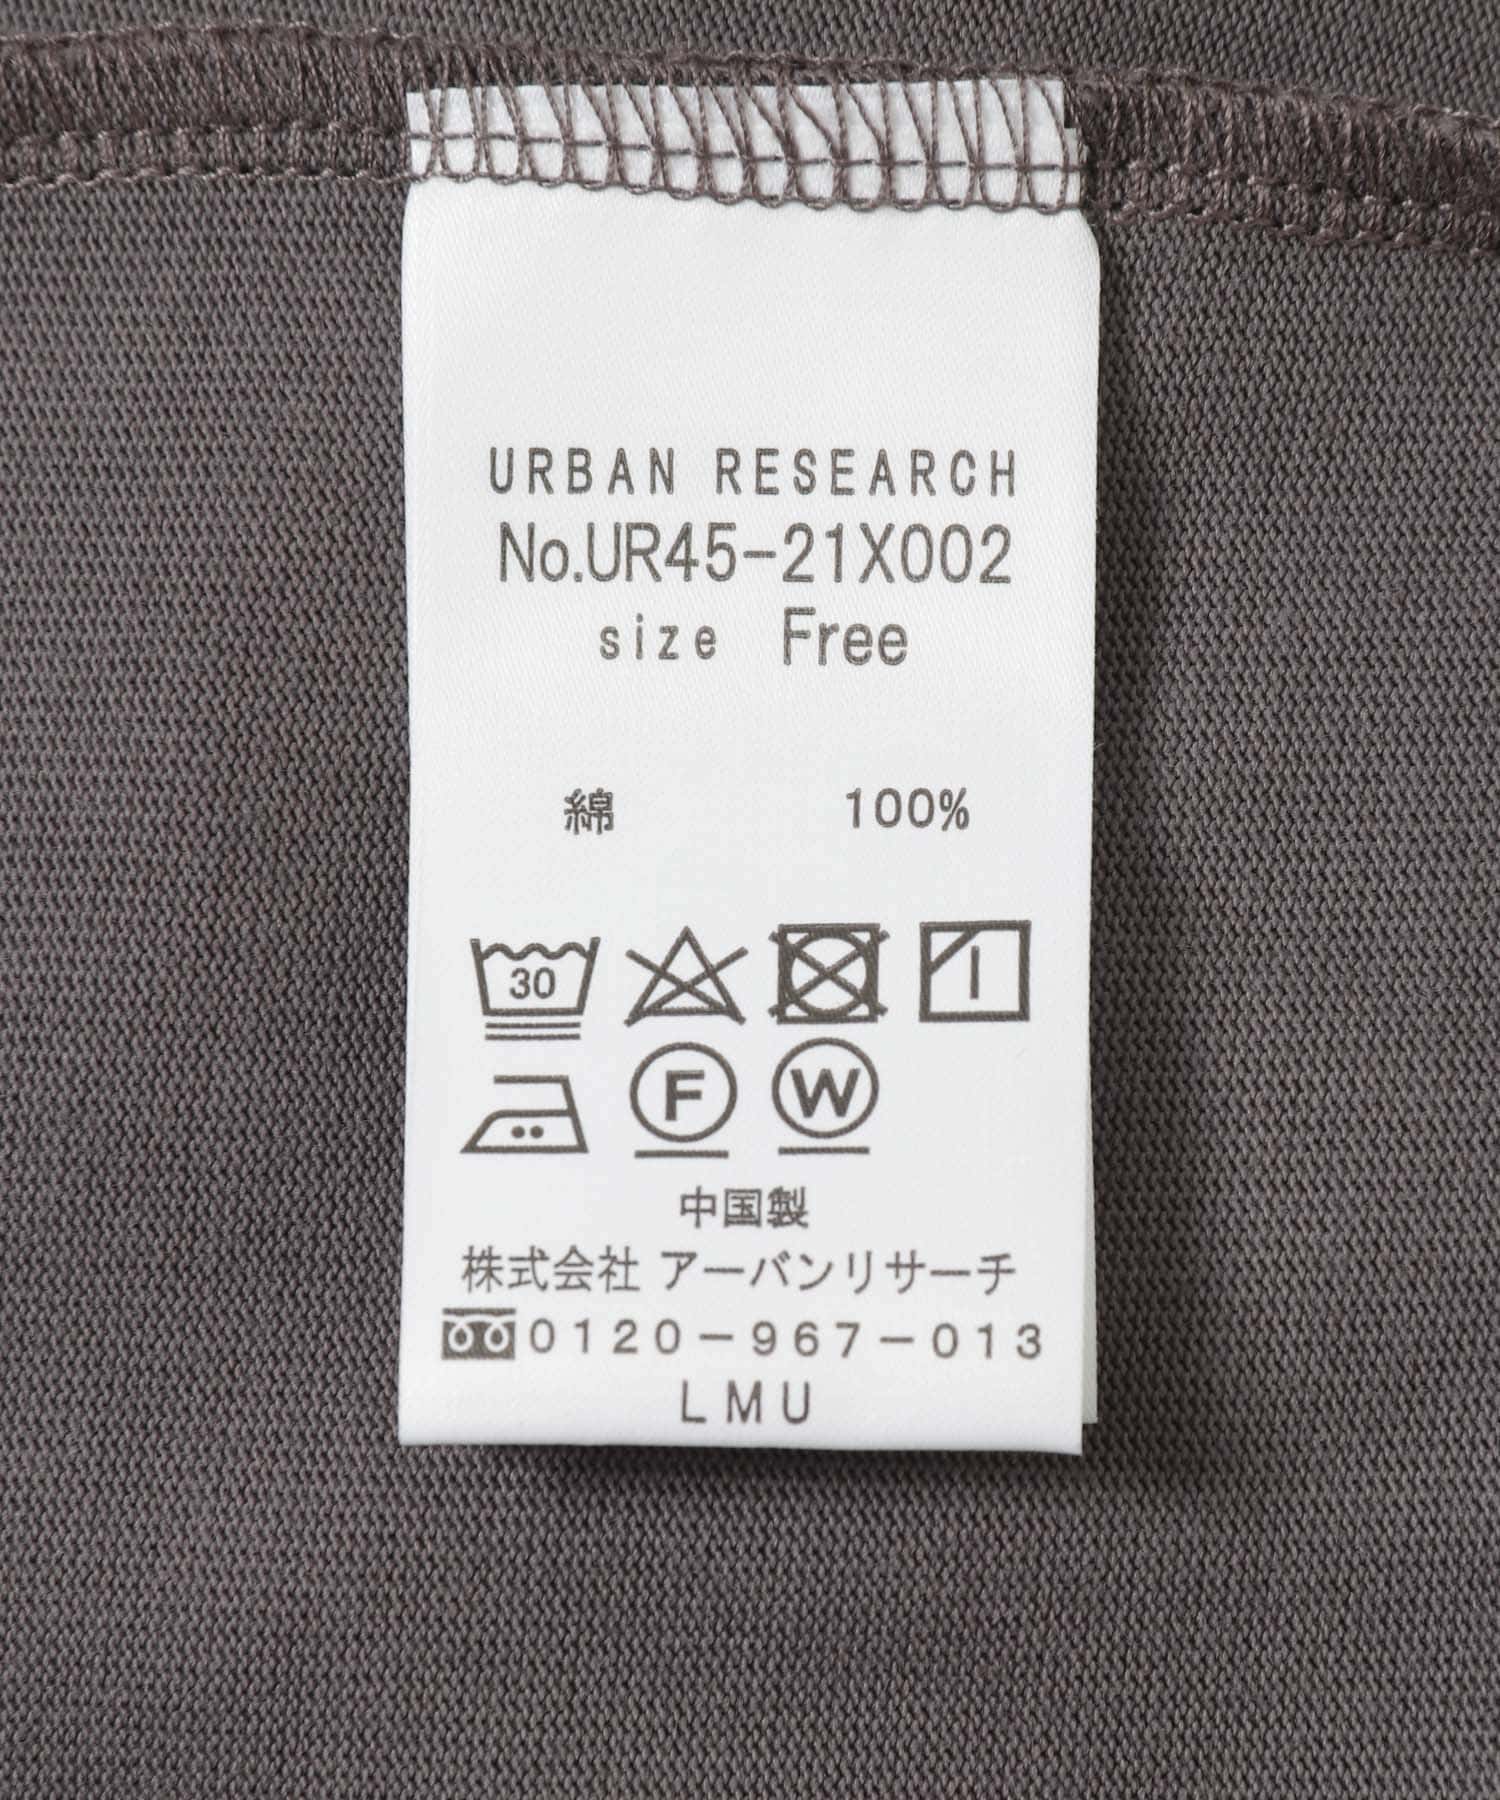 URBAN RESEARCH
No.UR45-21X002
size Free
綿 100%
30
F W
中国製
株式会社 アーバンリサーチ
0120-967-013
LMU